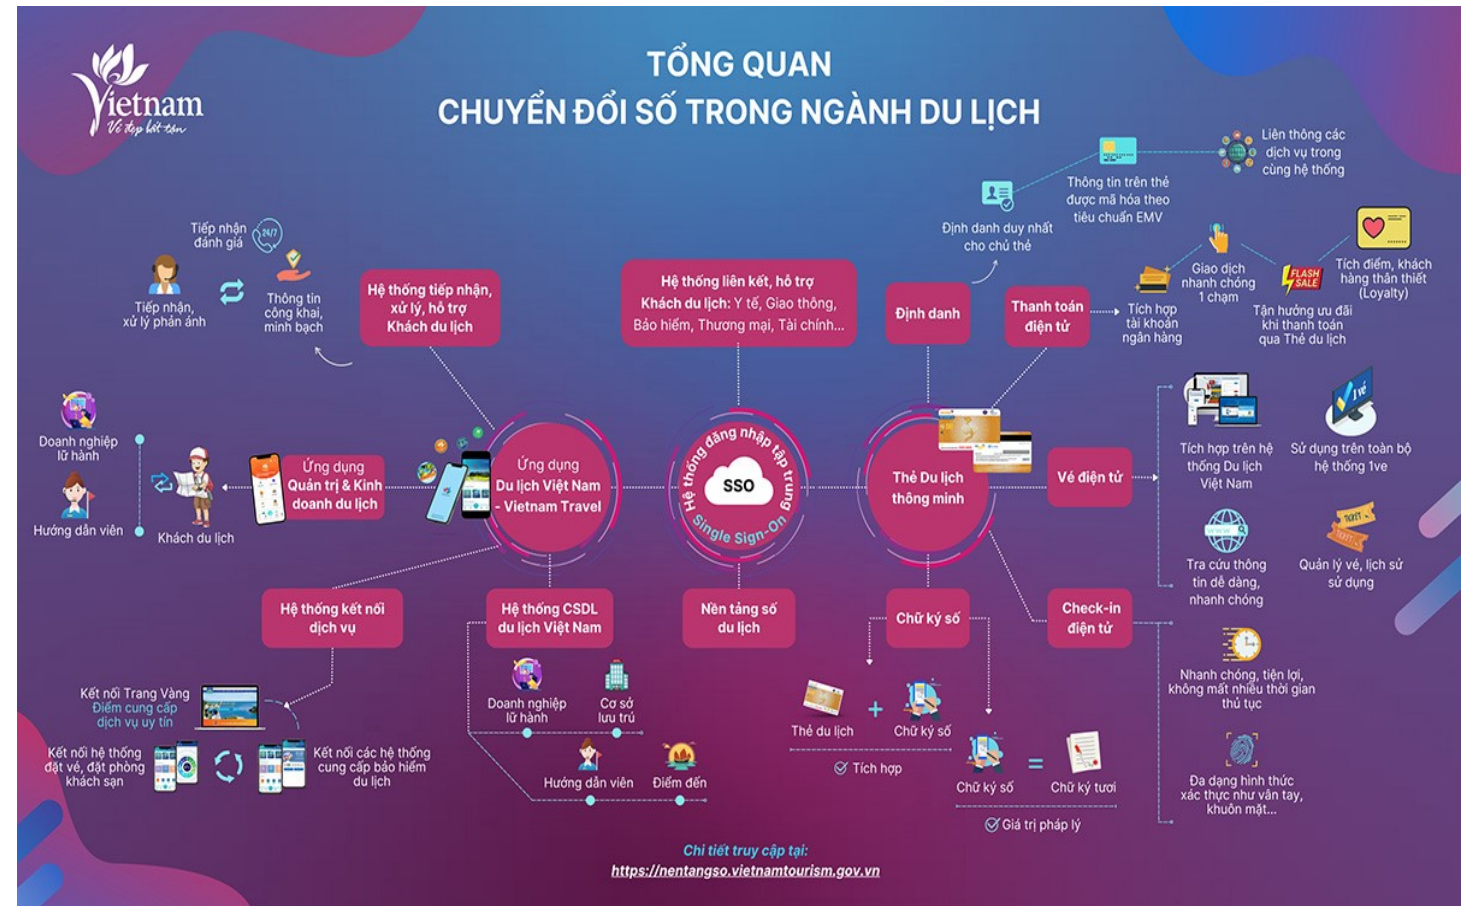 Vietnam
Vẻ đẹp bất tận
TỔNG QUAN
CHUYỂN ĐỔI SỐ TRONG NGÀNH DU LỊCH
Tiếp nhận
đánh giá
24/7
Tiếp nhận,
xử lý phản ánh
Thông tin
công khai,
minh bạch
Hệ thống tiếp nhận,
xử lý, hỗ trợ
Khách du lịch
Hệ thống liên kết, hỗ trợ
Khách du lịch: Y tế, Giao thông,
Bảo hiểm, Thương mại, Tài chính...
Định danh
Định danh duy nhất
cho chủ thẻ
Thông tin trên thẻ
được mã hóa theo
tiêu chuẩn EMV
Liên thông các
dịch vụ trong
cùng hệ thống
Thanh toán
điện tử
Tích hợp
tài khoản
ngân hàng
Giao dịch
nhanh chóng
1 chạm
FLASH
SALE
Tận hưởng ưu đãi
khi thanh toán
qua Thẻ du lịch
Tích điểm, khách
hàng thân thiết
(Loyalty)
Doanh nghiệp
lữ hành
Hướng dẫn viên
Khách du lịch
Ứng dụng
Quản trị & Kinh
doanh du lịch
Ứng dụng
Du lịch Việt Nam
- Vietnam Travel
Hệ thống đăng nhập tập trung
SSO
Single Sign-On
Thẻ Du lịch
thông minh
Vé điện tử
Tích hợp trên hệ
thống Du lịch
Việt Nam
1 vé
Sử dụng trên toàn bộ
hệ thống 1ve
Tra cứu thông
tin dễ dàng,
nhanh chóng
TICKET
Quản lý vé, lịch sử
sử dụng
Hệ thống kết nối
dịch vụ
Hệ thống CSDL
du lịch Việt Nam
Nền tảng số
du lịch
Chữ ký số
Check-in
điện tử
Kết nối Trang Vàng
Điểm cung cấp
dịch vụ uy tín
Kết nối hệ thống
đặt vé, đặt phòng
khách sạn
Kết nối các hệ thống
cung cấp bảo hiểm
du lịch
Doanh nghiệp
lữ hành
Cơ sở
lưu trú
Hướng dẫn viên
Điểm đến
Thẻ du lịch
+
Chữ ký số
Tích hợp
Chữ ký số
=
Chữ ký tươi
Giá trị pháp lý
Nhanh chóng, tiện lợi,
không mất nhiều thời gian
thủ tục
Đa dạng hình thức
xác thực như vân tay,
khuôn mặt...
Chi tiết truy cập tại:
https://nentangso.vietnamtourism.gov.vn